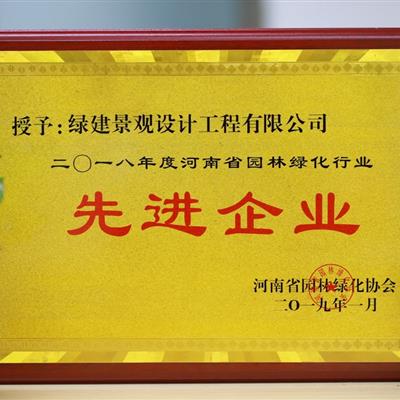 授予:绿建景观设计工程有限公司
二〇一八年度河南省园林绿化行业
先进企业
河南省园林绿化协会
二〇一九年一月